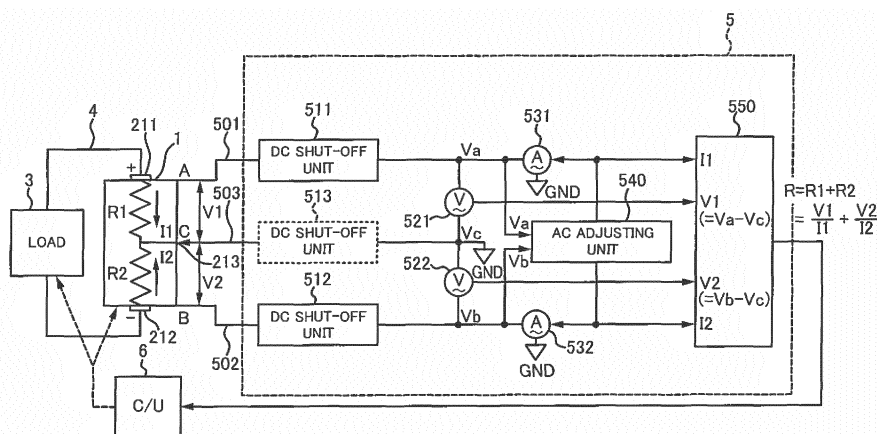 5
511
531
550
4
211
1
A
501
DC SHUT-OFF
UNIT
Va
A
I1
3
+
503
GND
540
R=R1+R2
R1
I1
V1
513
V
521
V1
(=Va-Vc)
= V1/I1 + V2/I2
LOAD
C
DC SHUT-OFF
UNIT
Vc
Va
AC ADJUSTING
UNIT
R2
I2
V2
213
522
GND
Vb
V
V2
(=Vb-Vc)
512
−
B
DC SHUT-OFF
UNIT
Vb
A
I2
212
502
532
GND
6
C/U